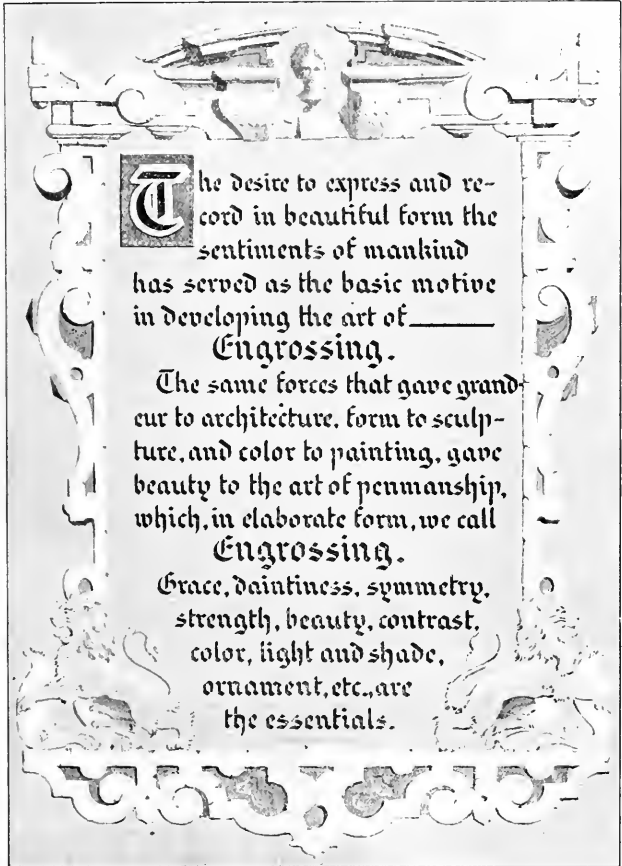 The desire to express and re-
cord in beautiful form the
sentiments of mankind
has served as the basic motive
in developing the art of
Engrossing.
The same forces that gave grand-
eur to architecture, form to sculp-
ture, and color to painting, gave
beauty to the art of penmanship,
which, in elaborate form, we call
Engrossing.
Grace, daintiness, symmetry,
strength, beauty, contrast,
color, light and shade,
ornament, etc., are
the essentials.